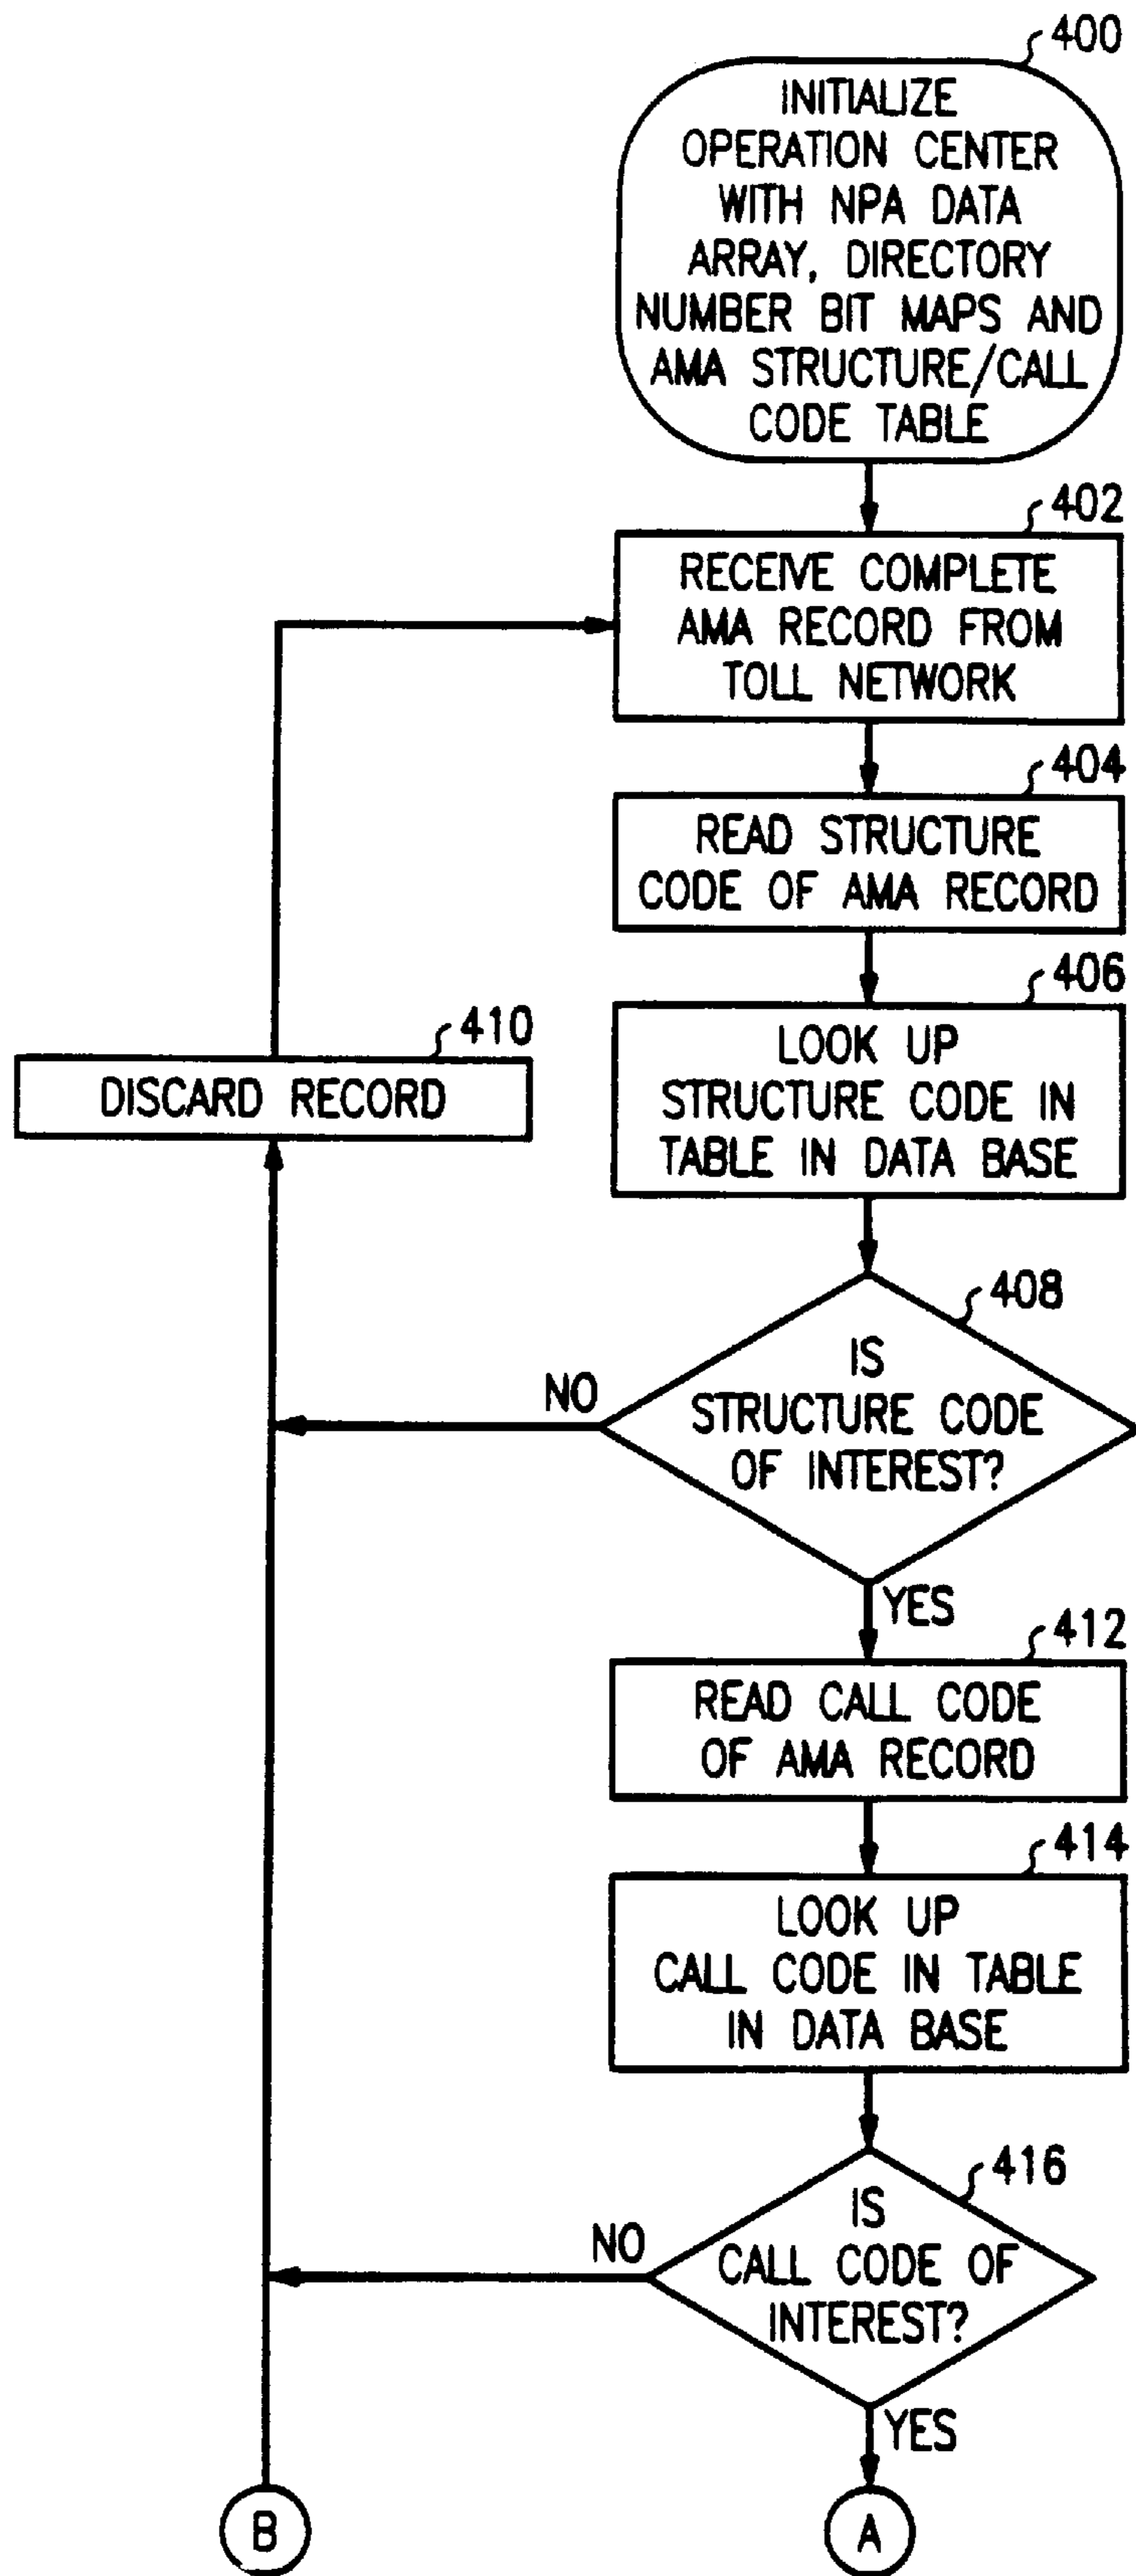 400
INITIALIZE
OPERATION CENTER
WITH NPA DATA
ARRAY, DIRECTORY
NUMBER BIT MAPS AND
AMA STRUCTURE/CALL
CODE TABLE
402
RECEIVE COMPLETE
AMA RECORD FROM
TOLL NETWORK
404
READ STRUCTURE
CODE OF AMA RECORD
406
LOOK UP
STRUCTURE CODE IN
TABLE IN DATA BASE
410
DISCARD RECORD
408
IS
STRUCTURE CODE
OF INTEREST?
NO
YES
412
READ CALL CODE
OF AMA RECORD
414
LOOK UP
CALL CODE IN TABLE
IN DATA BASE
416
IS
CALL CODE OF
INTEREST?
NO
YES
B
A